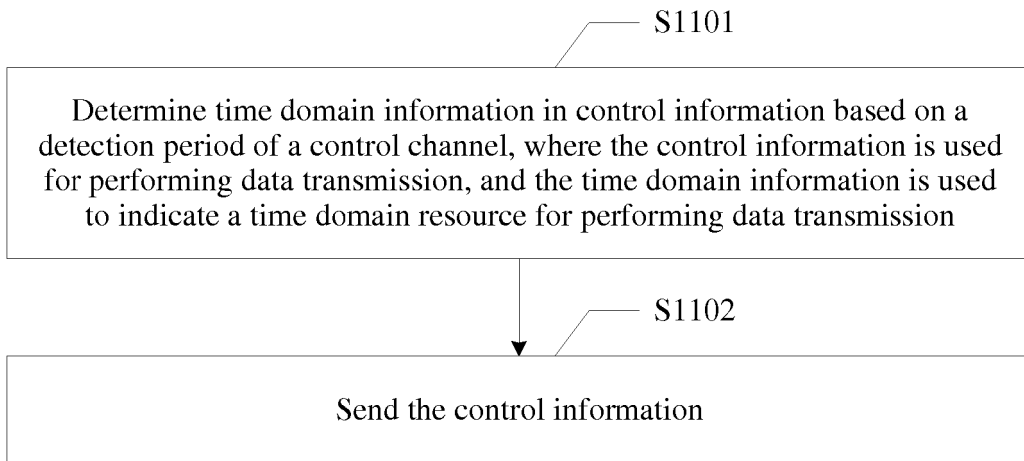 S1101
Determine time domain information in control information based on a
detection period of a control channel, where the control information is used
for performing data transmission, and the time domain information is used
to indicate a time domain resource for performing data transmission
S1102
Send the control information